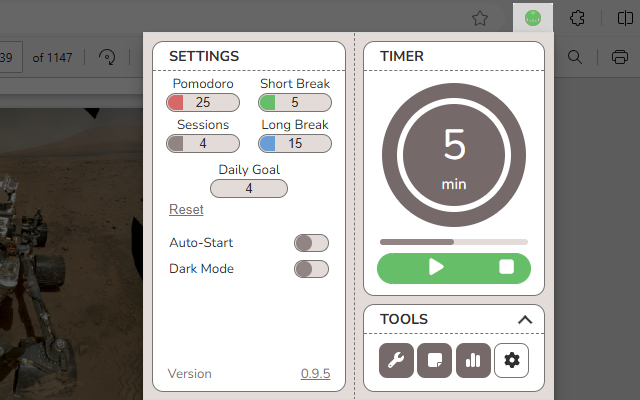 39 of 1147
SETTINGS
Pomodoro Short Break
25 5
Sessions Long Break
4 15
Daily Goal
4
Reset
Auto-Start
Dark Mode
Version 0.9.5
TIMER
5
min
TOOLS